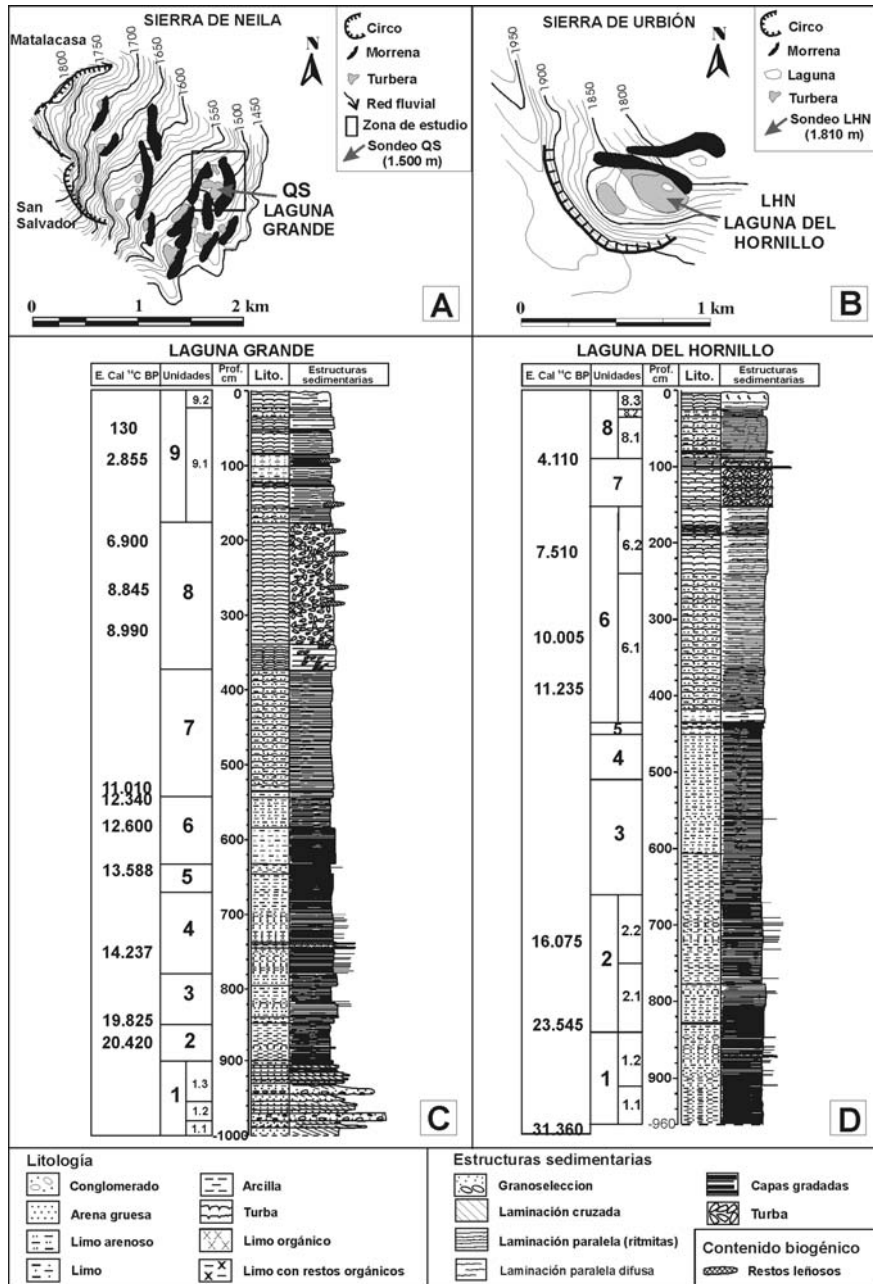 SIERRA DE NEILA
Matalacasa
1800
1750
1700
1650
1600
1550
1500
1450
N
Circo
Morrena
Turbera
Red fluvial
Zona de estudio
Sondeo QS
(1.500 m)
San
Salvador
QS
LAGUNA
GRANDE
0 1 2 km
A
SIERRA DE URBIÓN
1950
1900
1850
1800
N
Circo
Morrena
Laguna
Turbera
Sondeo LHN
(1.810 m)
LHN
LAGUNA DEL
HORNILLO
0 1 km
B
LAGUNA GRANDE
E. Cal ¹⁴C BP Unidades Prof. cm Lito. Estructuras sedimentarias
0
9.2
130
2.855
9
9.1
100
6.900
200
8.845
8
300
8.990
400
7
500
11.010
12.340
12.600
6
600
13.588
5
700
4
14.237
800
3
19.825
20.420
2
900
1
1.3
1.2
1.1
-1000
C
LAGUNA DEL HORNILLO
E. Cal ¹⁴C BP Unidades Prof. cm Lito. Estructuras sedimentarias
0
8.3
8.2
8
8.1
4.110
100
7
7.510
6.2
200
300
6
10.005
6.1
11.235
400
5
4
500
3
600
700
16.075
2
2.2
2.1
800
23.545
1
1.2
900
1.1
31.360
-960
D
Litología
Conglomerado
Arena gruesa
Limo arenoso
Limo
Arcilla
Turba
Limo orgánico
Limo con restos orgánicos
Estructuras sedimentarias
Granoseleccion
Laminación cruzada
Laminación paralela (ritmitas)
Laminación paralela difusa
Capas gradadas
Turba
Contenido biogénico
Restos leñosos